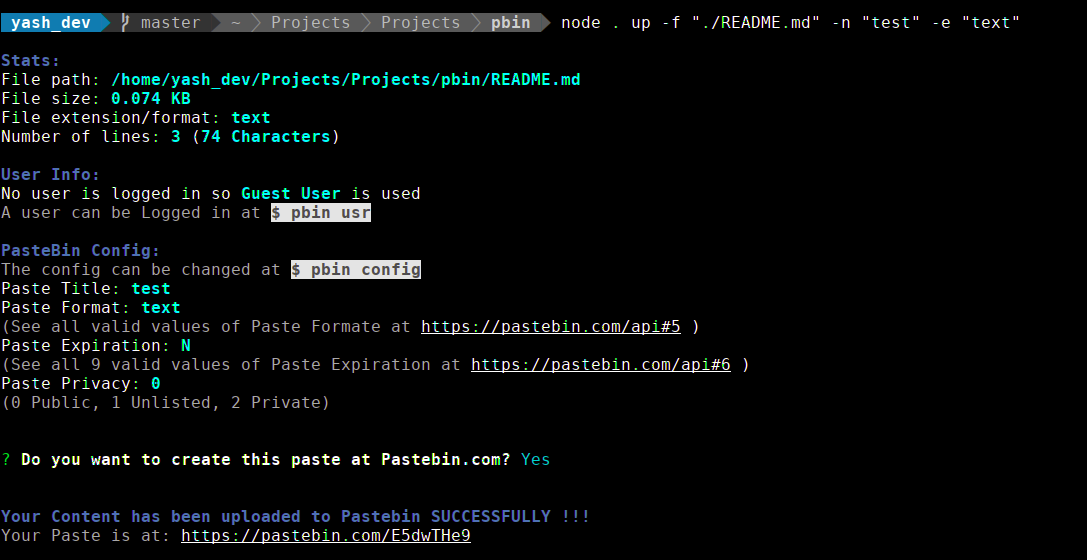 yash_dev master ~ Projects Projects pbin node . up -f "./README.md" -n "test" -e "text"
Stats:
File path: /home/yash_dev/Projects/Projects/pbin/README.md
File size: 0.074 KB
File extension/format: text
Number of lines: 3 (74 Characters)
User Info:
No user is logged in so Guest User is used
A user can be Logged in at $ pbin usr
PasteBin Config:
The config can be changed at $ pbin config
Paste Title: test
Paste Format: text
(See all valid values of Paste Formate at https://pastebin.com/api#5 )
Paste Expiration: N
(See all 9 valid values of Paste Expiration at https://pastebin.com/api#6 )
Paste Privacy: 0
(0 Public, 1 Unlisted, 2 Private)
? Do you want to create this paste at Pastebin.com? Yes
Your Content has been uploaded to Pastebin SUCCESSFULLY !!!
Your Paste is at: https://pastebin.com/E5dwTHe9